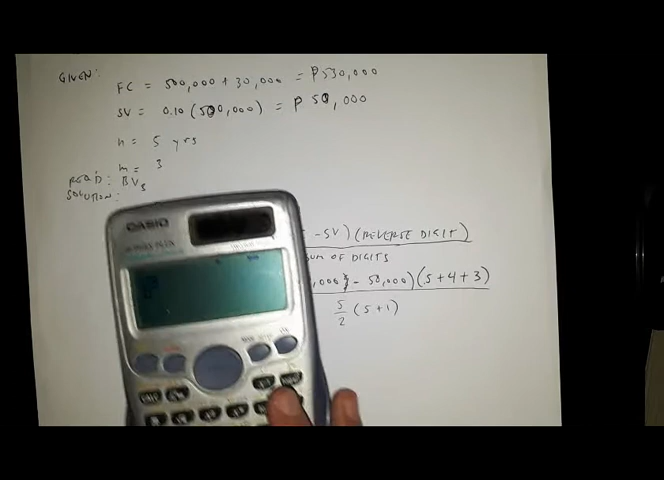 GIVEN:
FC = 500,000 + 30,000 = ₱530,000
SV = 0.10 (500,000) = ₱ 50,000
n = 5 yrs
m = 3
REQ'D: BV3
SOLUTION:
CASIO
- SV) (REVERSE DIGIT)
SUM OF DIGITS
,000 - 50,000) (5+4+3)
5/2 (5+1)